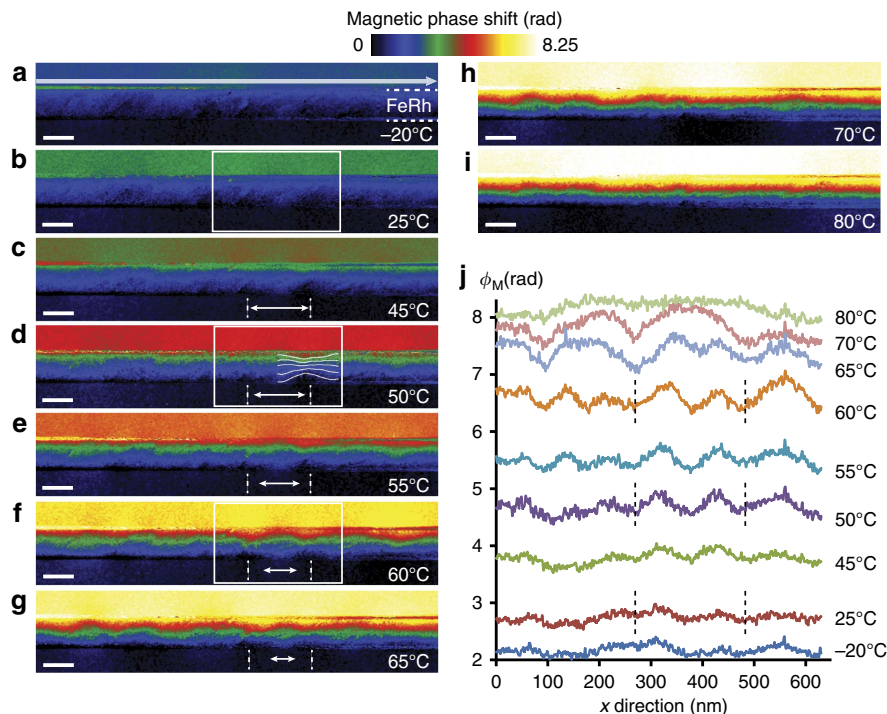 Magnetic phase shift (rad)
0 8.25
a
FeRh
−20°C
b
25°C
c
45°C
d
50°C
e
55°C
f
60°C
g
65°C
h
70°C
i
80°C
j ϕM(rad)
8
7
6
5
4
3
2
80°C
70°C
65°C
60°C
55°C
50°C
45°C
25°C
−20°C
0 100 200 300 400 500 600
x direction (nm)